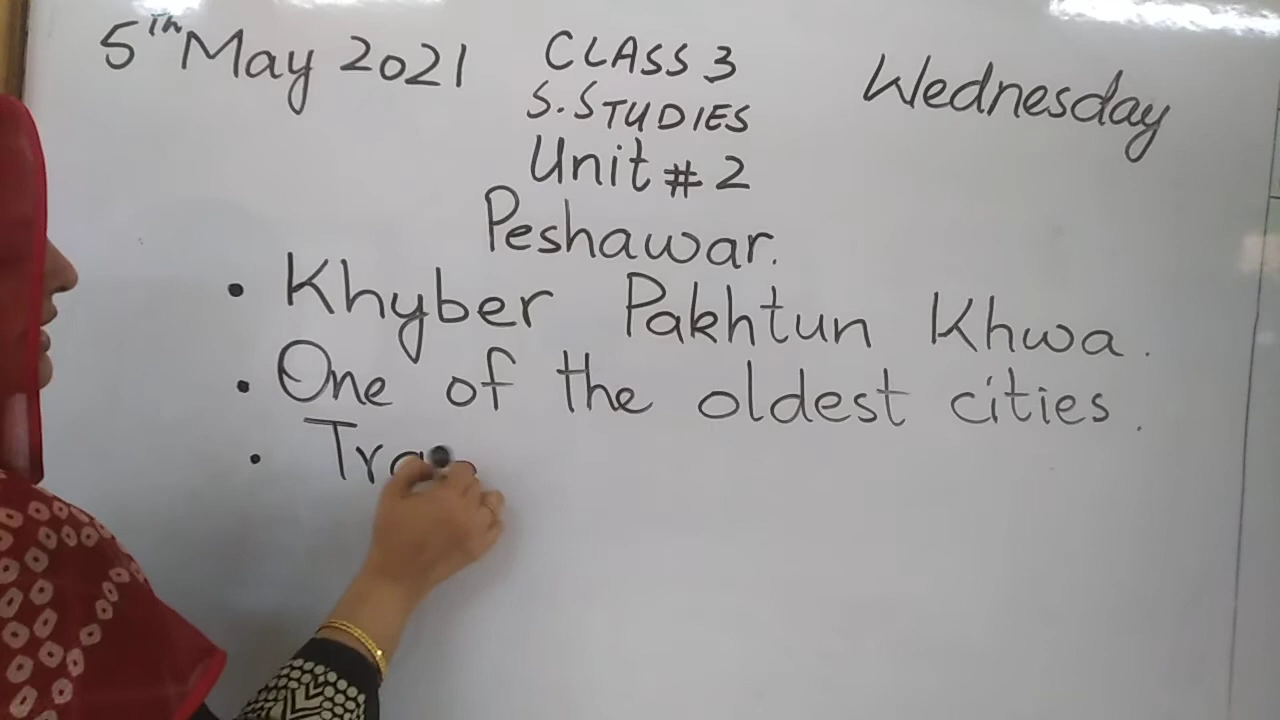 5th May 2021 CLASS 3 Wednesday
S. STUDIES
Unit # 2
Peshawar.
• Khyber Pakhtun Khwa.
• One of the oldest cities.
•